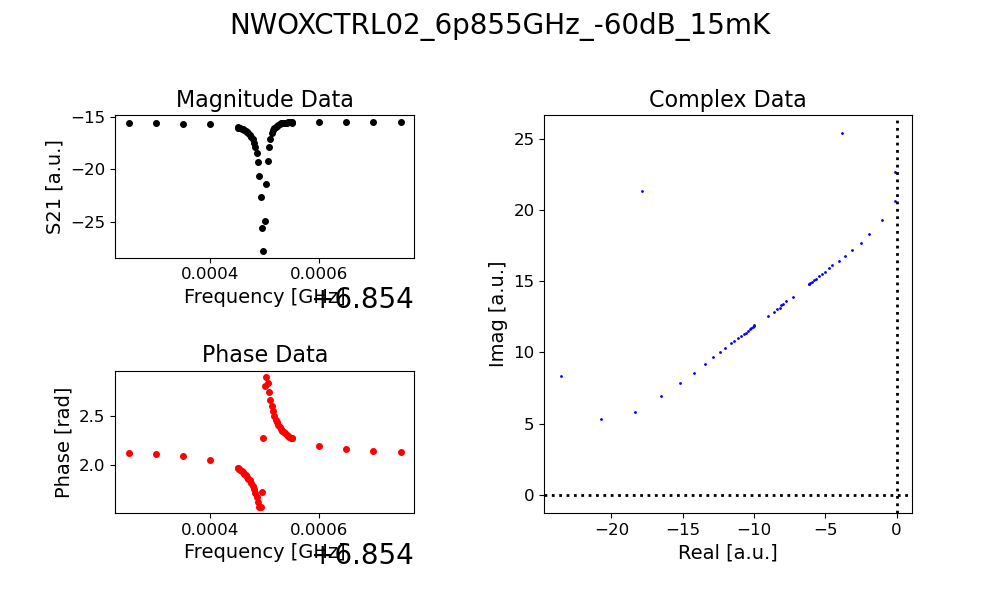 NWOXCTRL02_6p855GHz_-60dB_15mK
Magnitude Data
S21 [a.u.]
−15
−20
−25
0.0004 0.0006
Frequency [GHz]
+6.854
Phase Data
Phase [rad]
2.5
2.0
0.0004 0.0006
Frequency [GHz]
+6.854
Complex Data
Imag [a.u.]
25
20
15
10
5
0
−20 −15 −10 −5 0
Real [a.u.]